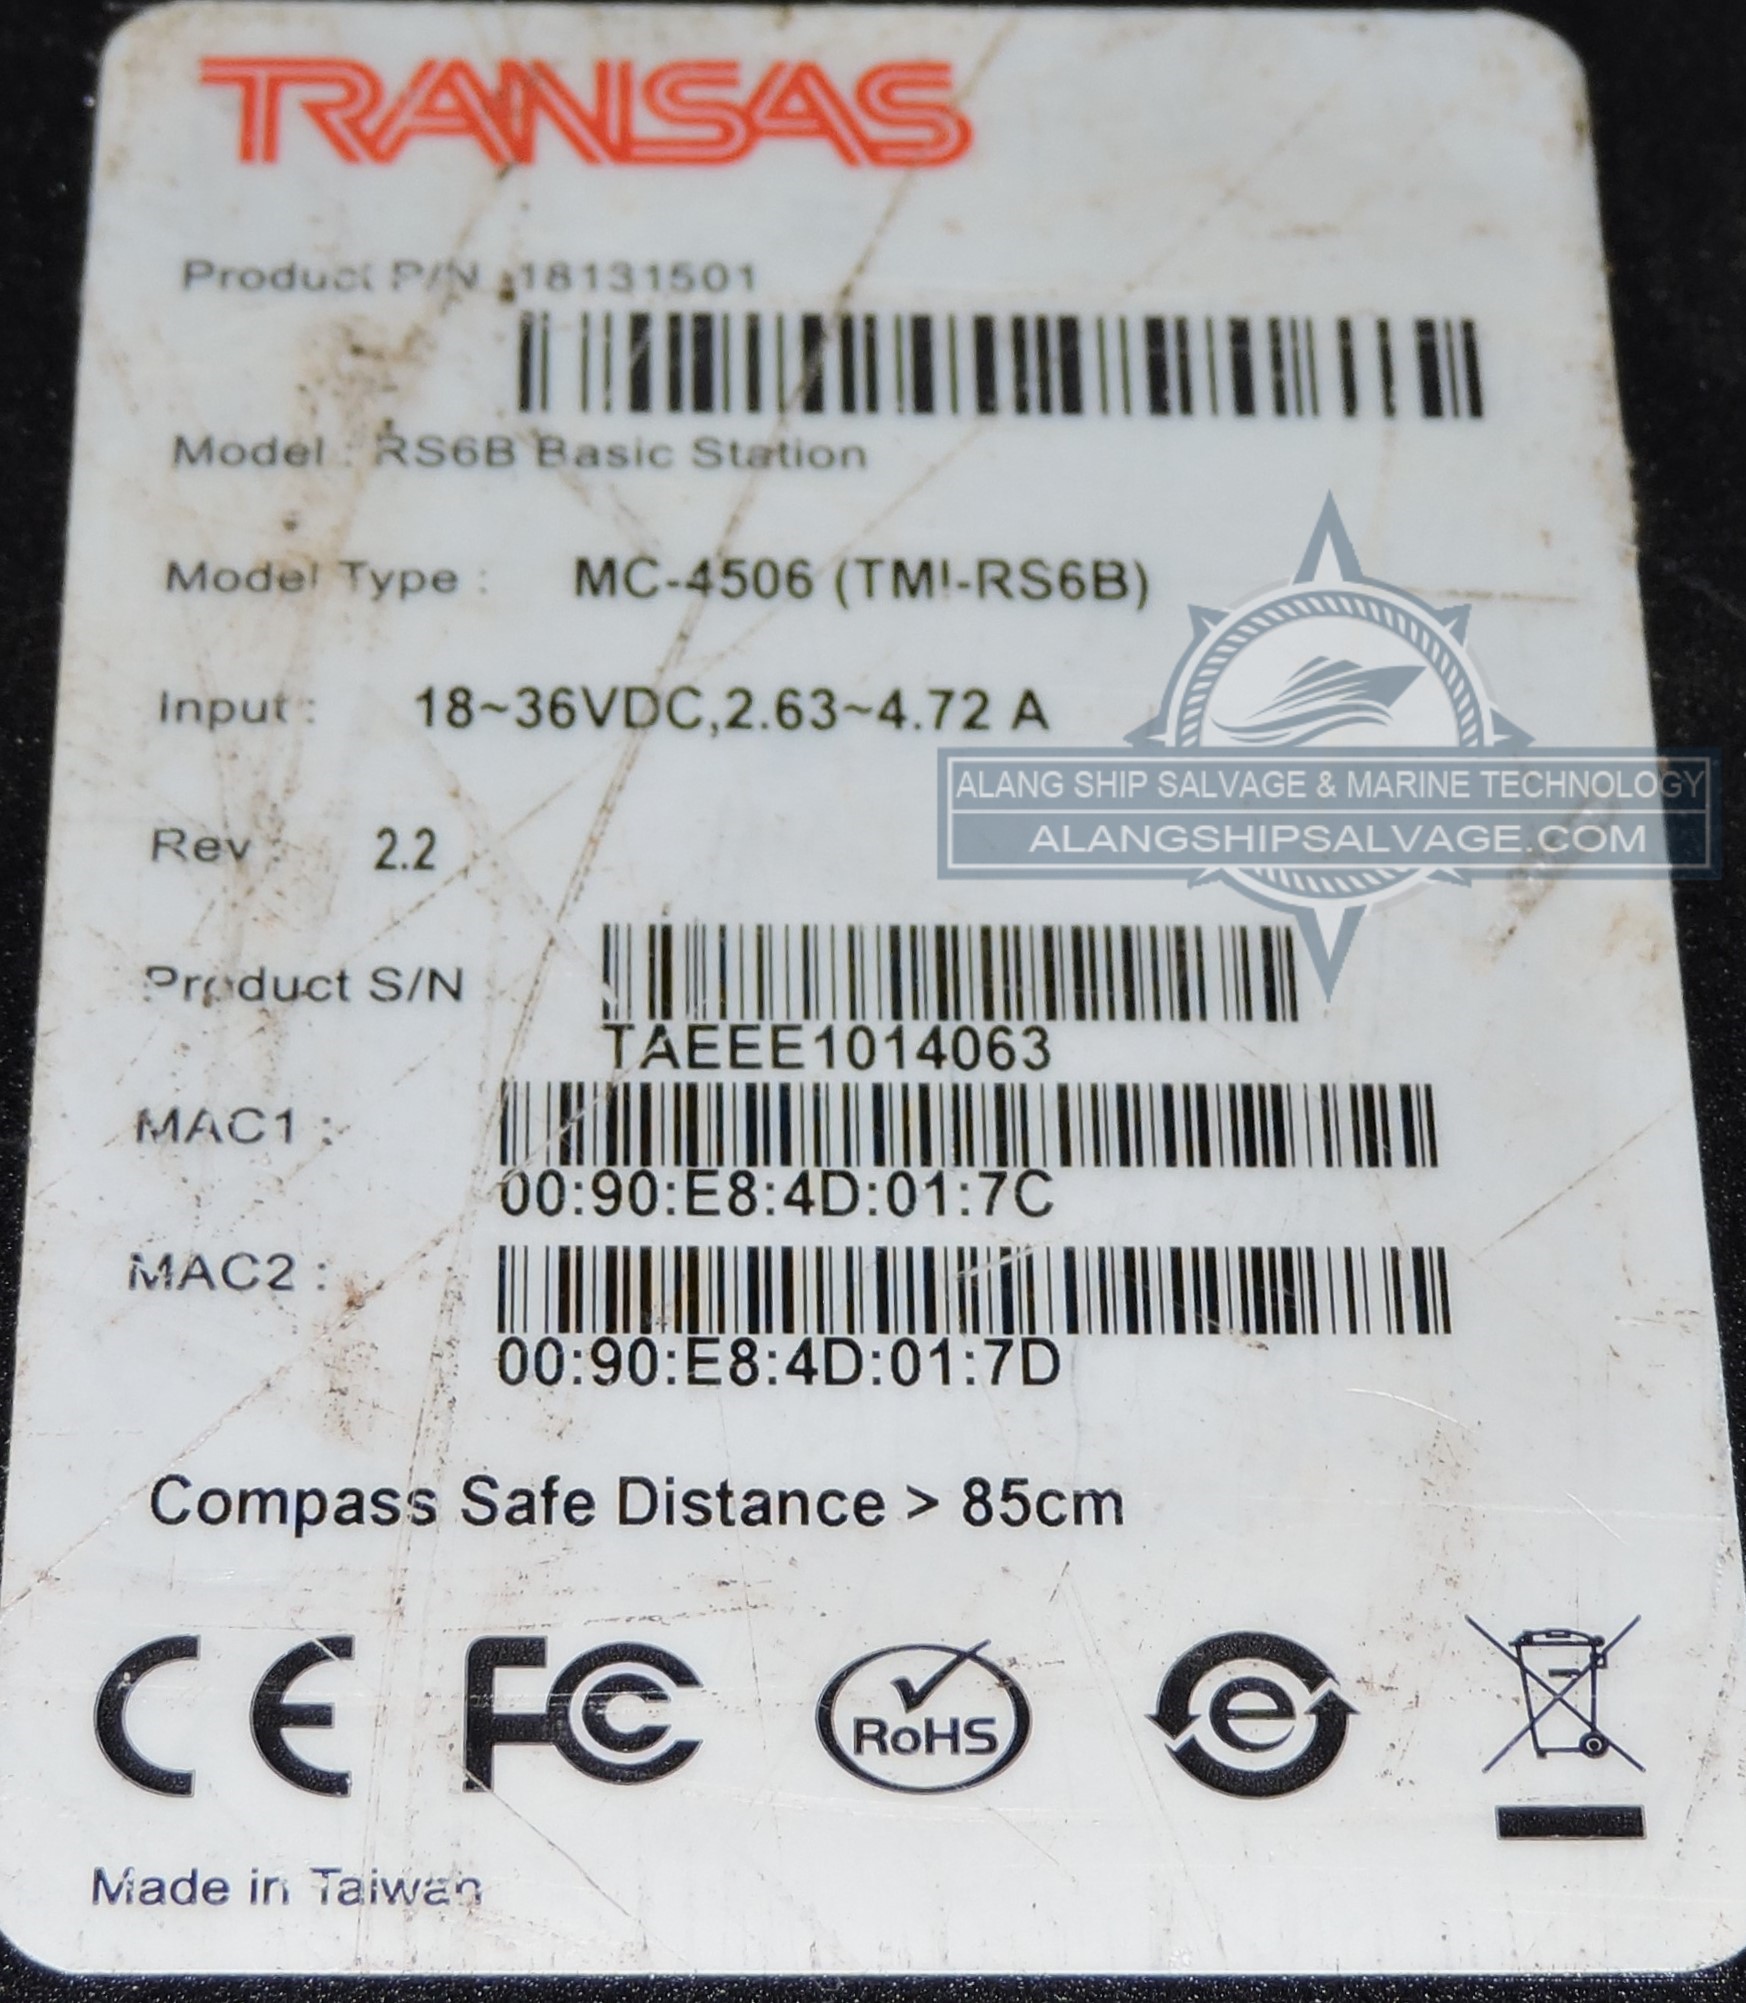 TRANSAS
Product P/N : 18131501
Model : RS6B Basic Station
Model Type : MC-4506 (TMI-RS6B)
Input : 18~36VDC,2.63~4.72 A
ALANG SHIP SALVAGE & MARINE TECHNOLOGY
ALANGSHIPSALVAGE.COM
Rev : 2.2
Product S/N
TAEEE1014063
MAC1 :
00:90:E8:4D:01:7C
MAC2 :
00:90:E8:4D:01:7D
Compass Safe Distance > 85cm
CE FC RoHS e
Made in Taiwan